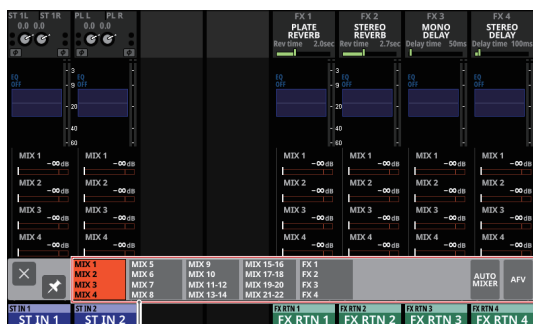 ST 1L ST 1R PL L PL R FX 1 FX 2 FX 3 FX 4
0.0 0.0 0.0 0.0 PLATE REVERB STEREO REVERB MONO DELAY STEREO DELAY
Rev time 2.0sec Rev time 2.7sec Delay time 50ms Delay time 100ms
EQ OFF EQ OFF EQ OFF EQ OFF EQ OFF EQ OFF
3
9
20
40
60
MIX 1 MIX 1 MIX 1 MIX 1 MIX 1 MIX 1
-∞dB -∞dB -∞dB -∞dB -∞dB -∞dB
MIX 2 MIX 2 MIX 2 MIX 2 MIX 2 MIX 2
-∞dB -∞dB -∞dB -∞dB -∞dB -∞dB
MIX 3 MIX 3 MIX 3 MIX 3 MIX 3 MIX 3
-∞dB -∞dB -∞dB -∞dB -∞dB -∞dB
MIX 4 MIX 4 MIX 4 MIX 4 MIX 4 MIX 4
-∞dB -∞dB -∞dB -∞dB -∞dB -∞dB
MIX 1 MIX 5 MIX 9 MIX 15-16 FX 1
MIX 2 MIX 6 MIX 10 MIX 17-18 FX 2
MIX 3 MIX 7 MIX 11-12 MIX 19-20 FX 3
MIX 4 MIX 8 MIX 13-14 MIX 21-22 FX 4
AUTO MIXER AFV
ST IN 1 ST IN 2 FX RTN 1 FX RTN 2 FX RTN 3 FX RTN 4
ST IN 1 ST IN 2 FX RTN 1 FX RTN 2 FX RTN 3 FX RTN 4